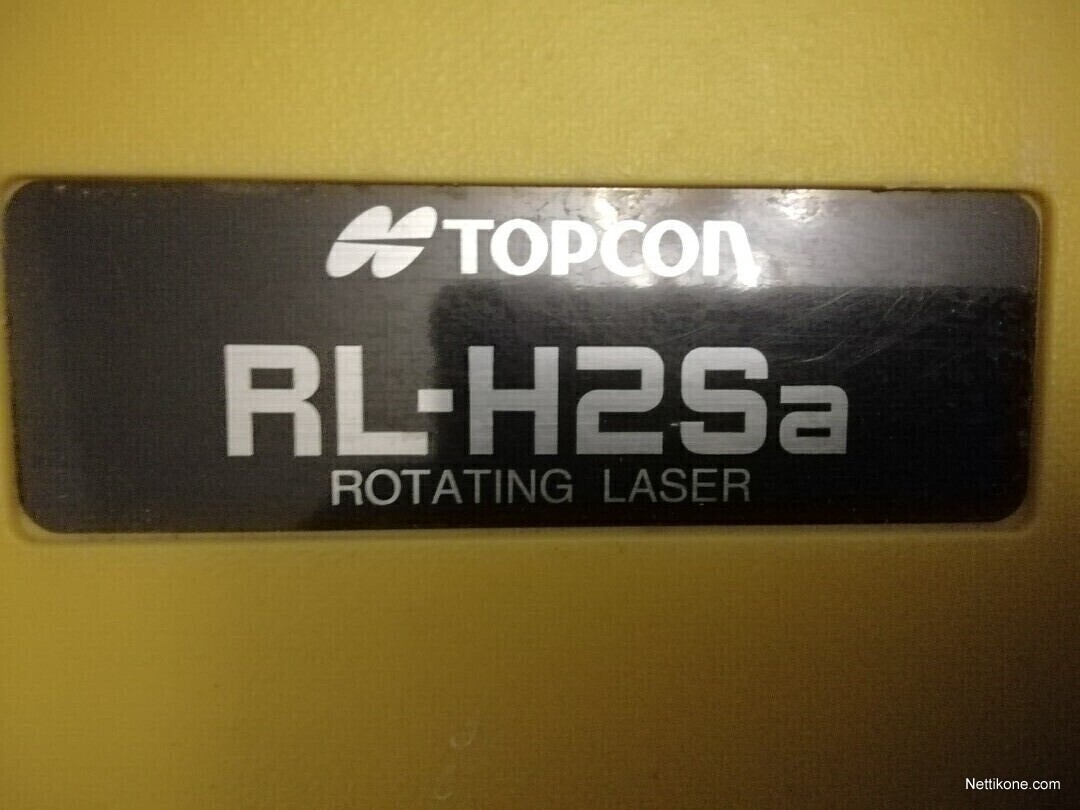 TOPCON
RL-H2Sa
ROTATING LASER
Nettikone.com